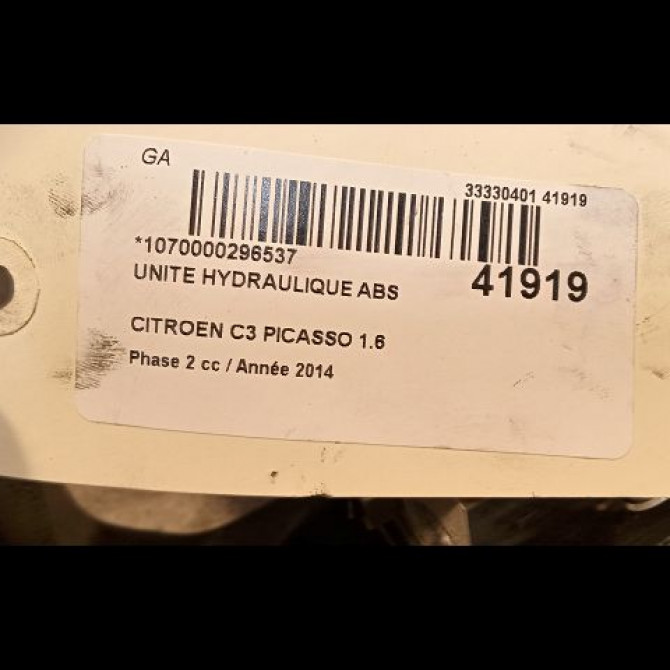 GA
33330401 41919
*1070000296537
41919
UNITE HYDRAULIQUE ABS
CITROEN C3 PICASSO 1.6
Phase 2 cc / Année 2014